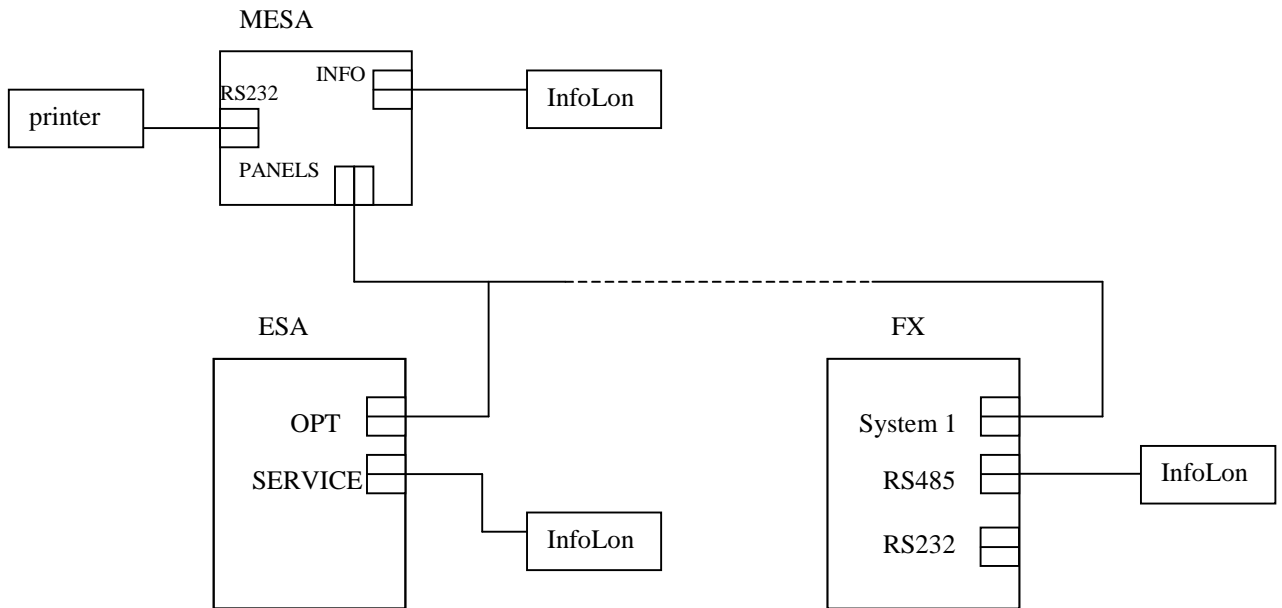 MESA
INFO
RS232
InfoLon
printer
PANELS
ESA
FX
OPT
System 1
SERVICE
RS485
InfoLon
InfoLon
RS232